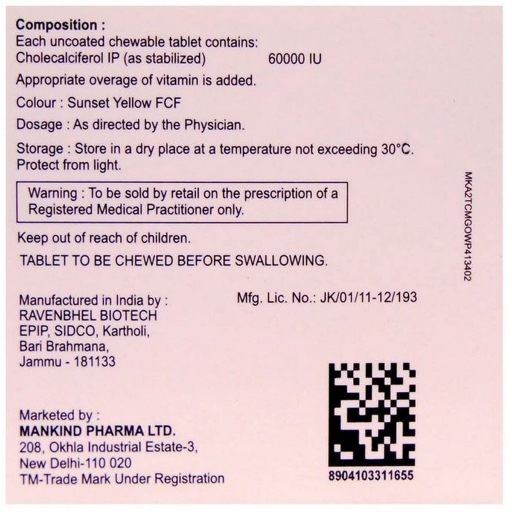 Composition :
Each uncoated chewable tablet contains:
Cholecalciferol IP (as stabilized) 60000 IU
Appropriate overage of vitamin is added.
Colour : Sunset Yellow FCF
Dosage : As directed by the Physician.
Storage : Store in a dry place at a temperature not exceeding 30°C.
Protect from light.
Warning : To be sold by retail on the prescription of a
Registered Medical Practitioner only.
Keep out of reach of children.
TABLET TO BE CHEWED BEFORE SWALLOWING.
Manufactured in India by :
RAVENBHEL BIOTECH
EPIP, SIDCO, Kartholi,
Bari Brahmana,
Jammu - 181133
Mfg. Lic. No.: JK/01/11-12/193
Marketed by :
MANKIND PHARMA LTD.
208, Okhla Industrial Estate-3,
New Delhi-110 020
TM-Trade Mark Under Registration
8904103311655
MKA2TCMGOWP413402